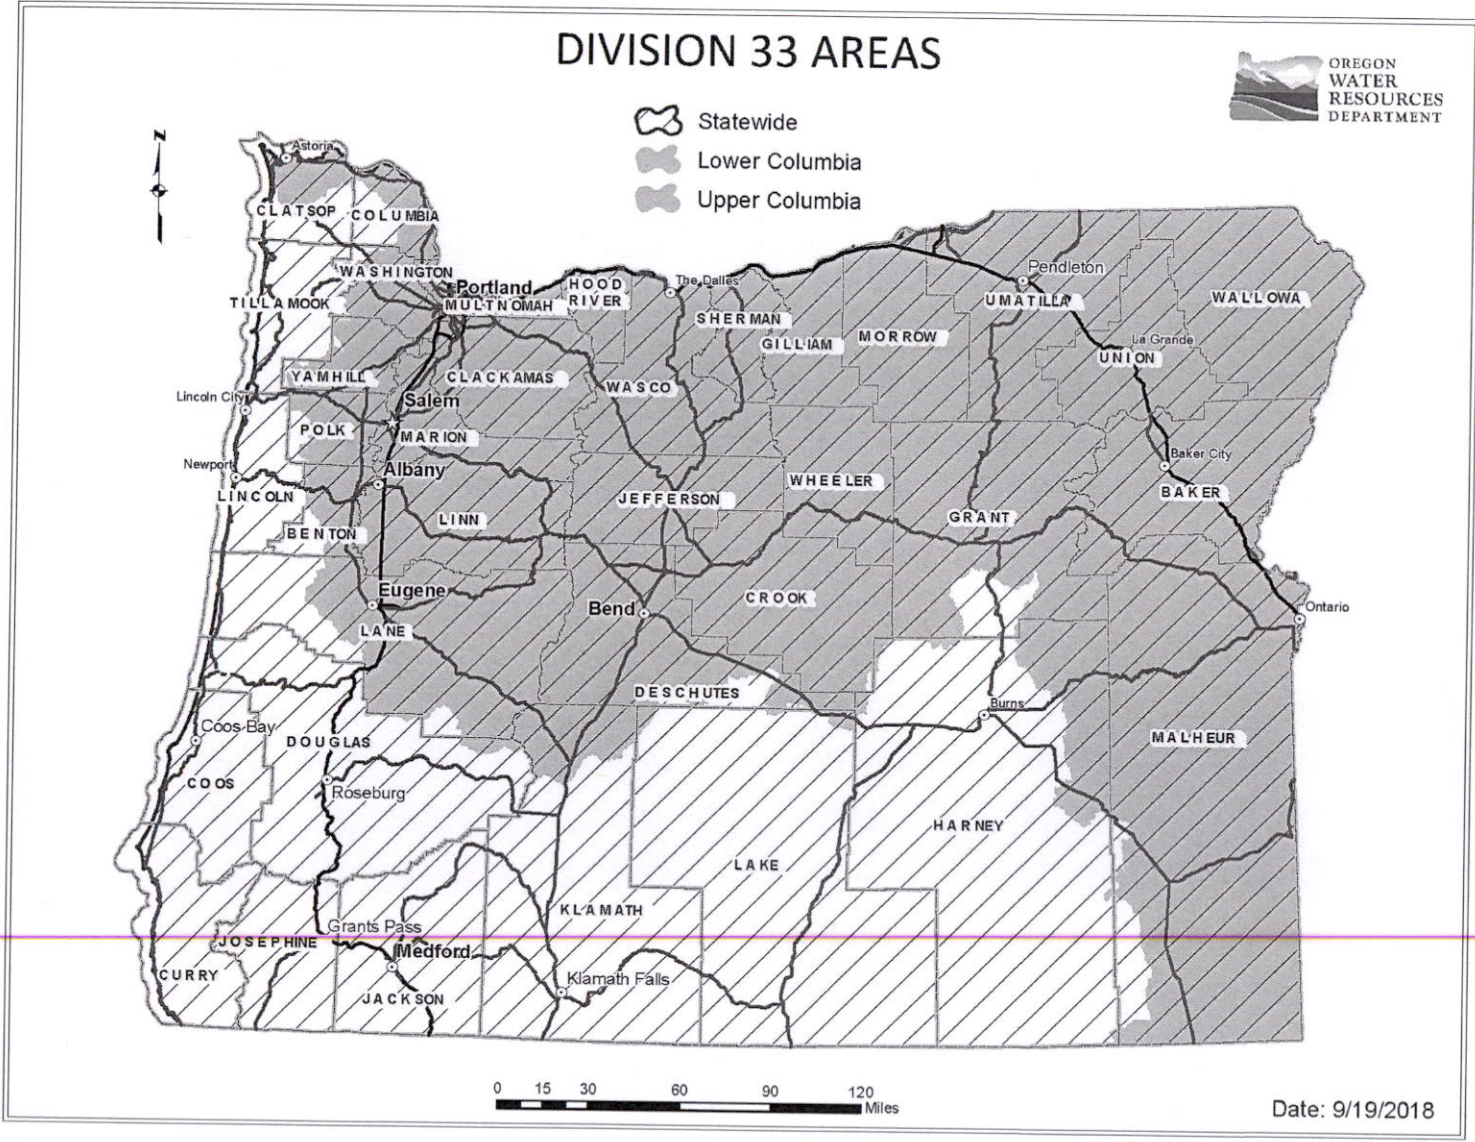 DIVISION 33 AREAS
OREGON
WATER
RESOURCES
DEPARTMENT
Statewide
Lower Columbia
Upper Columbia
N
Astoria
CLATSOP
COLUMBIA
WASHINGTON
TILLAMOOK
Portland
MULTNOMAH
HOOD
RIVER
The Dalles
SHERMAN
GILLIAM
MORROW
Pendleton
UMATILLA
WALLOWA
La Grande
UNION
YAMHILL
CLACKAMAS
WASCO
Lincoln City
Salem
POLK
MARION
Newport
Albany
LINCOLN
BENTON
LINN
JEFFERSON
WHEELER
GRANT
Baker City
BAKER
Eugene
LANE
Bend
CROOK
Ontario
DESCHUTES
Burns
Coos Bay
DOUGLAS
MALHEUR
COOS
Roseburg
HARNEY
LAKE
KLAMATH
Grants Pass
JOSEPHINE
Medford
CURRY
JACKSON
Klamath Falls
0 15 30 60 90 120
Miles
Date: 9/19/2018